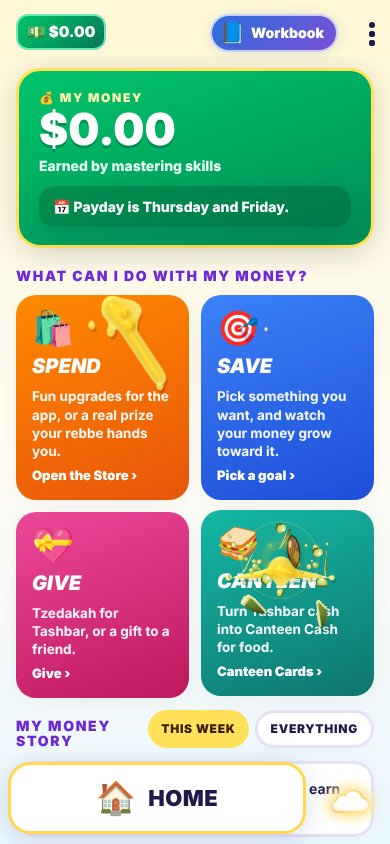 $0.00
Workbook
MY MONEY
$0.00
Earned by mastering skills
Payday is Thursday and Friday.
WHAT CAN I DO WITH MY MONEY?
SPEND
Fun upgrades for the
app, or a real prize
your rebbe hands
you.
Open the Store ›
SAVE
Pick something you
want, and watch
your money grow
toward it.
Pick a goal ›
GIVE
Tzedakah for
Tashbar, or a gift to a
friend.
Give ›
CANTEEN
Turn Tashbar cash
into Canteen Cash
for food.
Canteen Cards ›
MY MONEY
STORY
THIS WEEK
EVERYTHING
HOME
earn